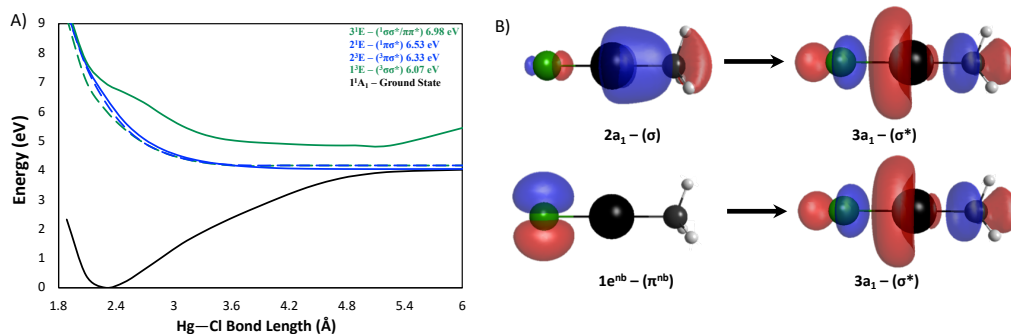 A)
B)
9
8
7
6
5
4
3
2
1
0
Energy (eV)
3¹E – (¹σσ*/ππ*) 6.98 eV
2¹E – (¹πσ*) 6.53 eV
2³E – (³πσ*) 6.33 eV
1³E – (³σσ*) 6.07 eV
1¹A₁ – Ground State
1.8 2.4 3 3.6 4.2 4.8 5.4 6
Hg—Cl Bond Length (Å)
2a₁ – (σ)
3a₁ – (σ*)
1eⁿᵇ – (πⁿᵇ)
3a₁ – (σ*)